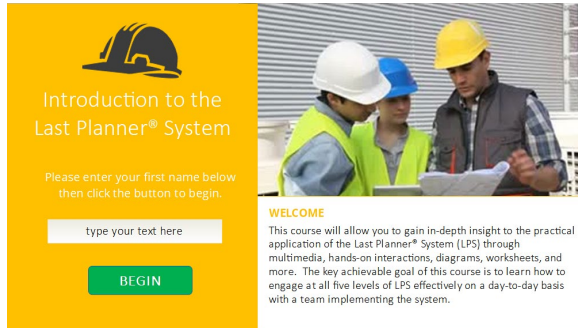 Introduction to the
Last Planner® System
Please enter your first name below
then click the button to begin.
type your text here
BEGIN
WELCOME
This course will allow you to gain in-depth insight to the practical
application of the Last Planner® System (LPS) through
multimedia, hands-on interactions, diagrams, worksheets, and
more.  The key achievable goal of this course is to learn how to
engage at all five levels of LPS effectively on a day-to-day basis
with a team implementing the system.